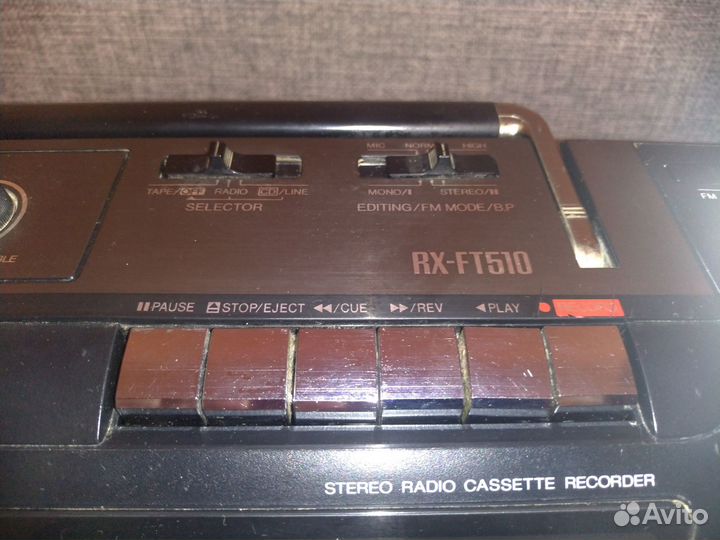 MIC NORM HIGH
TAPE/OFF RADIO CD/LINE
SELECTOR
MONO/I STEREO/II
EDITING/FM MODE/B.P
FM
RX-FT510
PAUSE STOP/EJECT ◀◀/CUE ▶▶/REV ◀PLAY
STEREO RADIO CASSETTE RECORDER
Avito